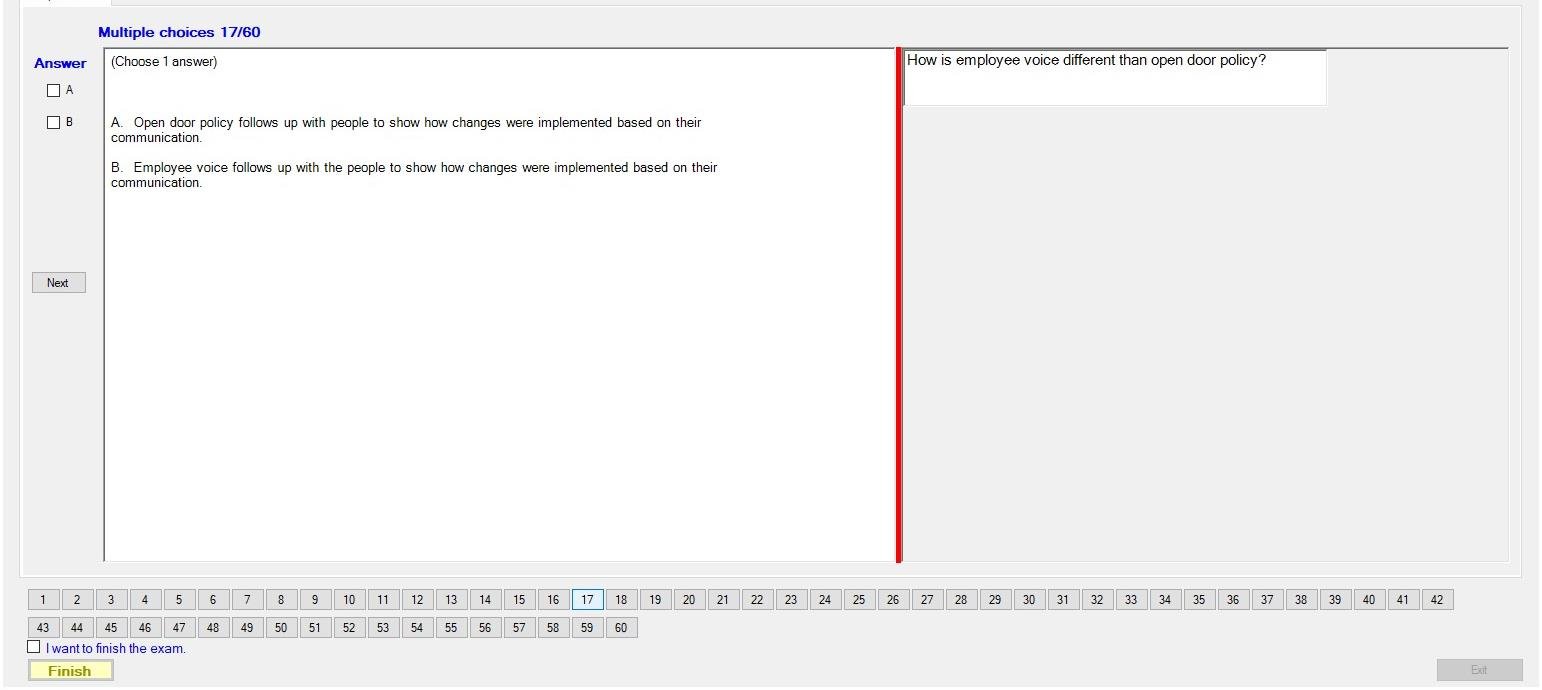 Multiple choices 17/60
Answer
A
B
Next
(Choose 1 answer)
A. Open door policy follows up with people to show how changes were implemented based on their
communication.
B. Employee voice follows up with the people to show how changes were implemented based on their
communication.
How is employee voice different than open door policy?
1 2 3 4 5 6 7 8 9 10 11 12 13 14 15 16 17 18 19 20 21 22 23 24 25 26 27 28 29 30 31 32 33 34 35 36 37 38 39 40 41 42
43 44 45 46 47 48 49 50 51 52 53 54 55 56 57 58 59 60
I want to finish the exam.
Finish
Exit